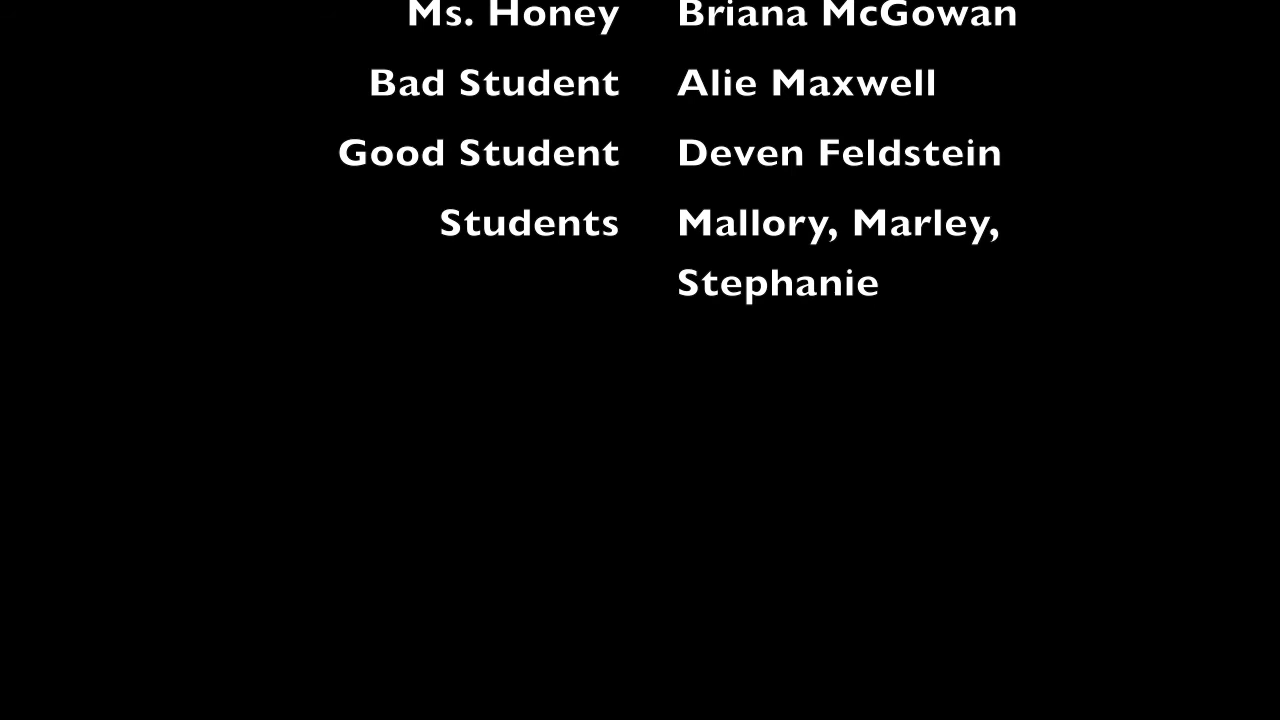 Ms. Honey Briana McGowan
Bad Student Alie Maxwell
Good Student Deven Feldstein
Students Mallory, Marley,
Stephanie